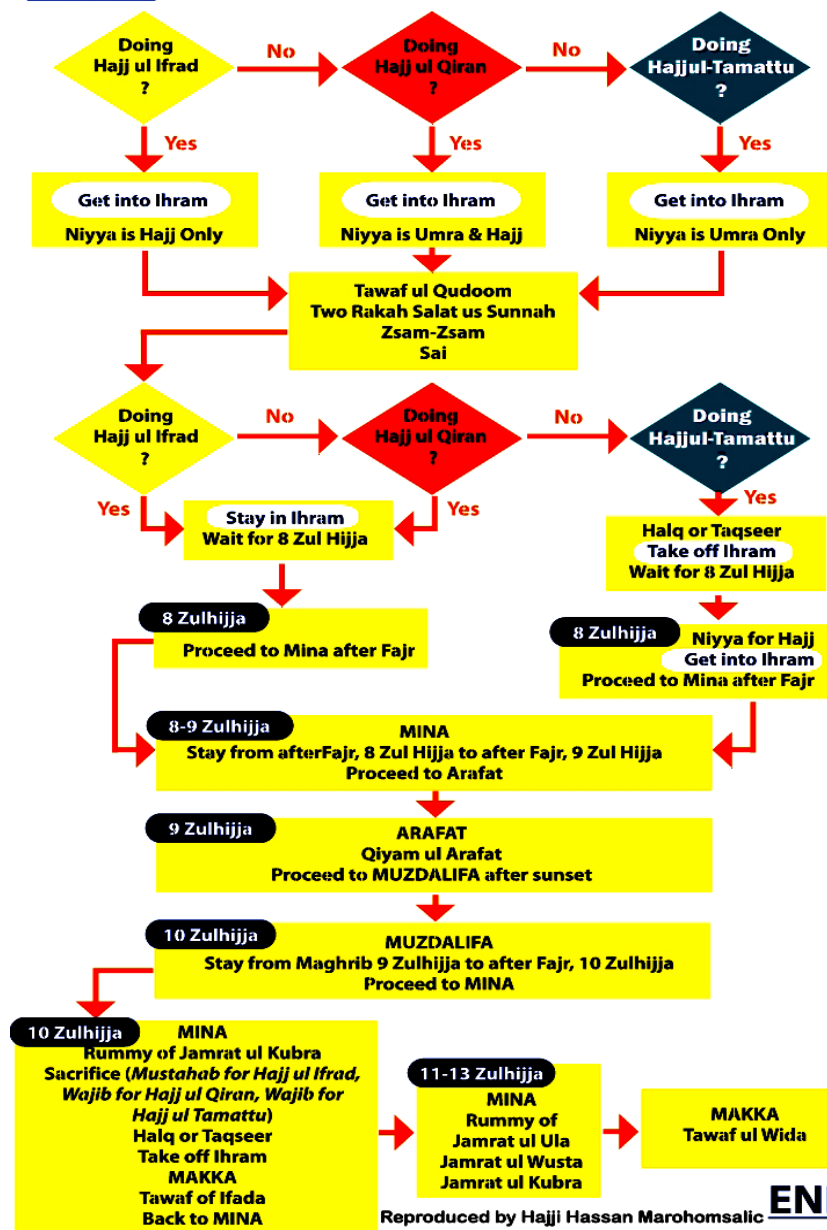 Doing
Hajj ul Ifrad
?
No
Doing
Hajj ul Qiran
?
No
Doing
Hajjul-Tamattu
?
Yes
Yes
Yes
Get into Ihram
Niyya is Hajj Only
Get into Ihram
Niyya is Umra & Hajj
Get into Ihram
Niyya is Umra Only
Tawaf ul Qudoom
Two Rakah Salat us Sunnah
Zsam-Zsam
Sai
Doing
Hajj ul Ifrad
?
No
Doing
Hajj ul Qiran
?
No
Doing
Hajjul-Tamattu
?
Yes
Yes
Yes
Stay in Ihram
Wait for 8 Zul Hijja
Halq or Taqseer
Take off Ihram
Wait for 8 Zul Hijja
8 Zulhijja
Proceed to Mina after Fajr
8 Zulhijja
Niyya for Hajj
Get into Ihram
Proceed to Mina after Fajr
8-9 Zulhijja
MINA
Stay from afterFajr, 8 Zul Hijja to after Fajr, 9 Zul Hijja
Proceed to Arafat
9 Zulhijja
ARAFAT
Qiyam ul Arafat
Proceed to MUZDALIFA after sunset
10 Zulhijja
MUZDALIFA
Stay from Maghrib 9 Zulhijja to after Fajr, 10 Zulhijja
Proceed to MINA
10 Zulhijja
MINA
Rummy of Jamrat ul Kubra
Sacrifice (Mustahab for Hajj ul Ifrad,
Wajib for Hajj ul Qiran, Wajib for
Hajj ul Tamattu)
Halq or Taqseer
Take off Ihram
MAKKA
Tawaf of Ifada
Back to MINA
11-13 Zulhijja
MINA
Rummy of
Jamrat ul Ula
Jamrat ul Wusta
Jamrat ul Kubra
MAKKA
Tawaf ul Wida
Reproduced by Hajji Hassan Marohomsalic
EN